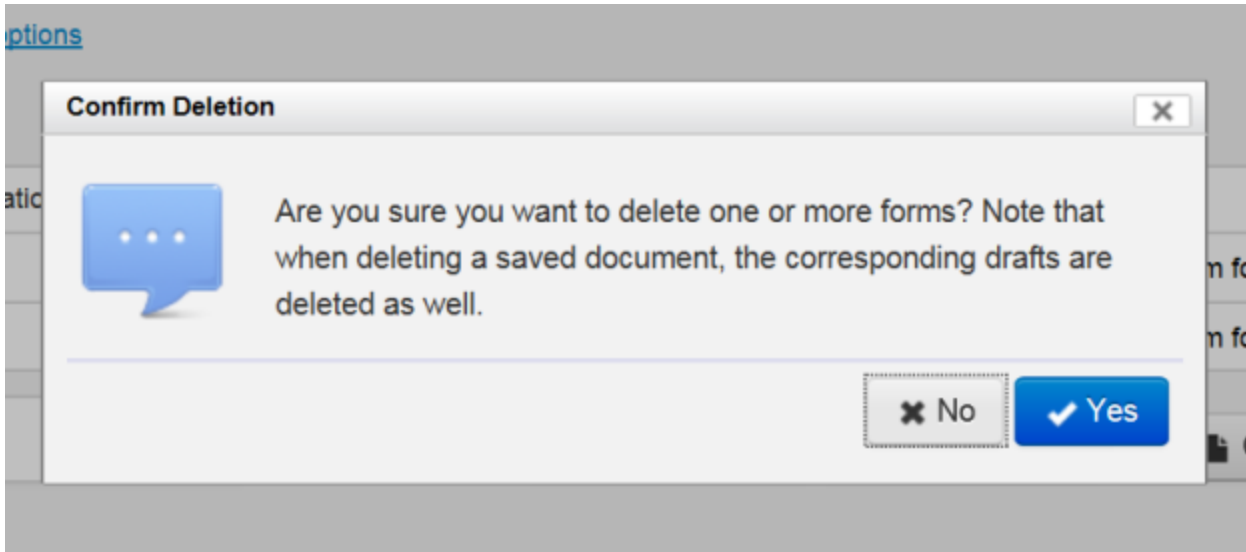 options
Confirm Deletion
Are you sure you want to delete one or more forms? Note that
when deleting a saved document, the corresponding drafts are
deleted as well.
No
Yes